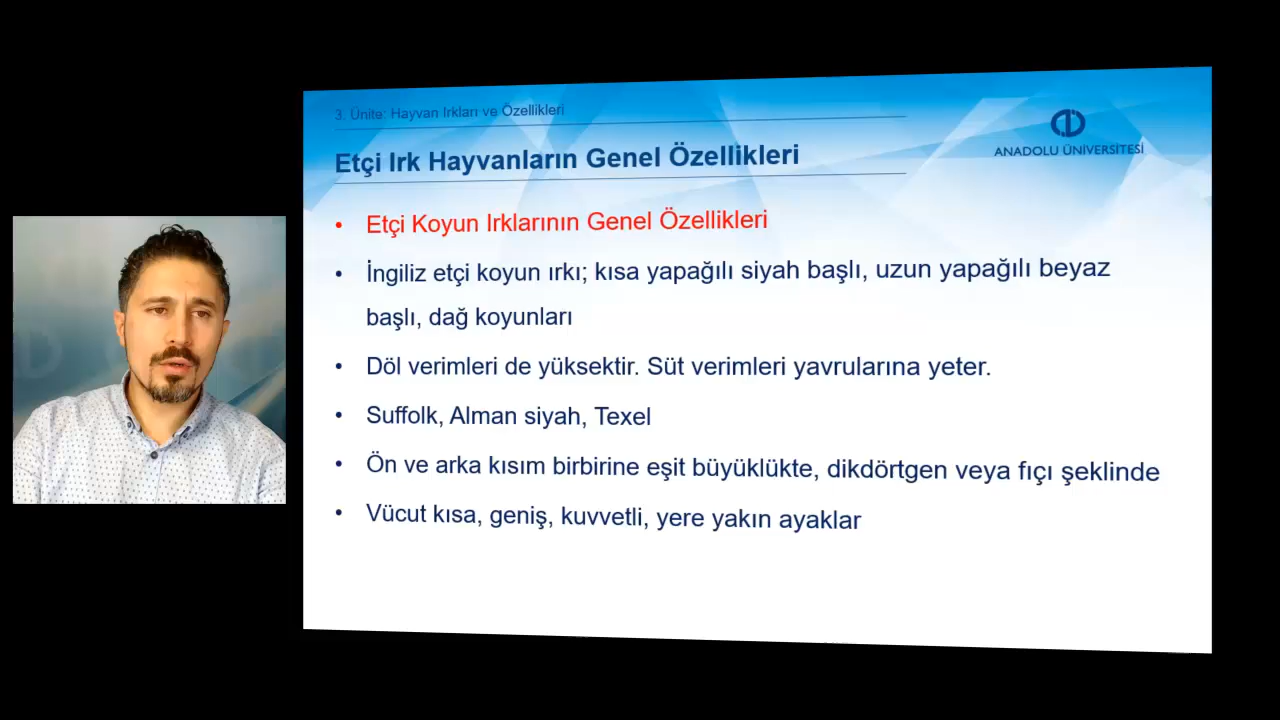 3. Ünite: Hayvan Irkları ve Özellikleri
Etçi Irk Hayvanların Genel Özellikleri
ANADOLU ÜNİVERSİTESİ
• Etçi Koyun Irklarının Genel Özellikleri
• İngiliz etçi koyun ırkı; kısa yapağılı siyah başlı, uzun yapağılı beyaz
başlı, dağ koyunları
• Döl verimleri de yüksektir. Süt verimleri yavrularına yeter.
• Suffolk, Alman siyah, Texel
• Ön ve arka kısım birbirine eşit büyüklükte, dikdörtgen veya fıçı şeklinde
• Vücut kısa, geniş, kuvvetli, yere yakın ayaklar